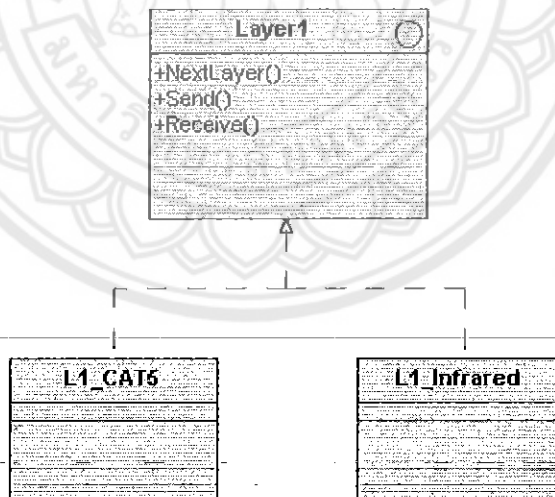 Layer1
+NextLayer()
+Send()
+Receive()
L1_CAT5
L1_Infrared